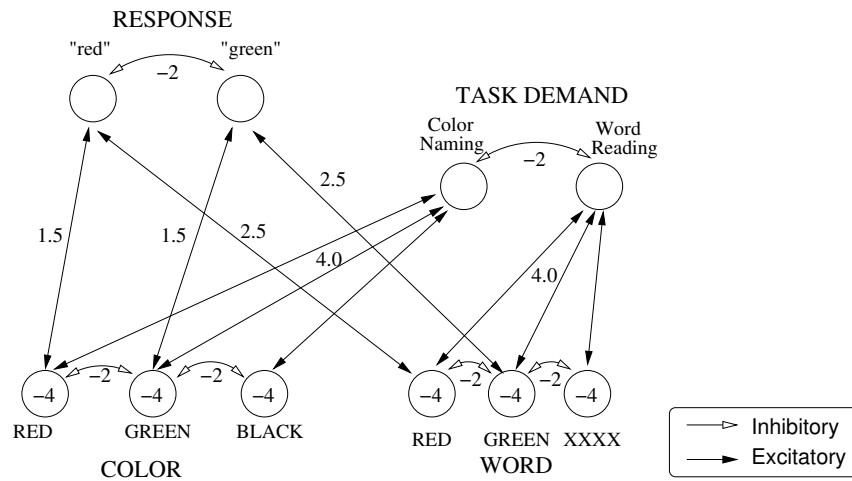 RESPONSE
"red"
"green"
−2
TASK DEMAND
Color
Naming
Word
Reading
−2
2.5
1.5
1.5
2.5
4.0
4.0
−2
−2
−2
−2
−4
−4
−4
−4
−4
−4
RED
GREEN
BLACK
RED
GREEN
XXXX
COLOR
WORD
Inhibitory
Excitatory